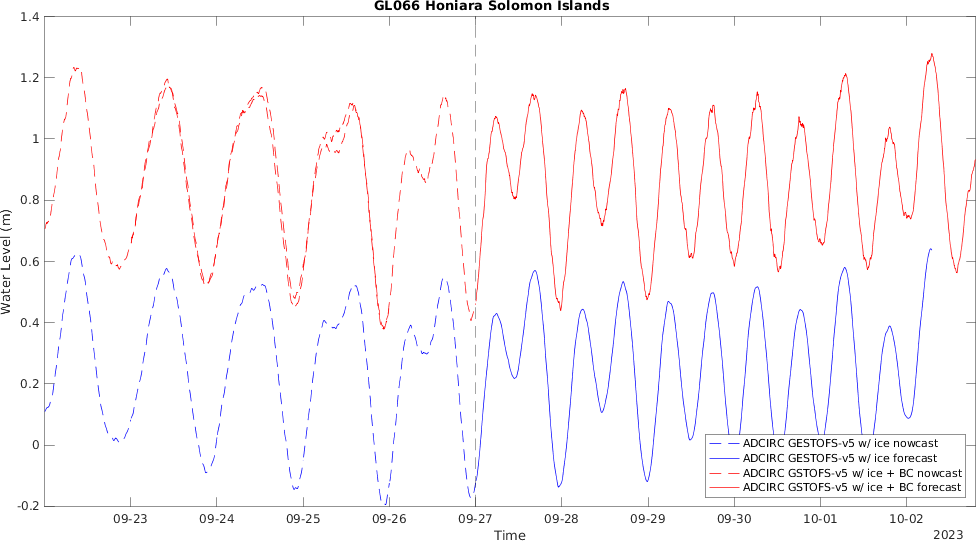 GL066 Honiara Solomon Islands
1.4
1.2
1
0.8
0.6
0.4
0.2
0
-0.2
Water Level (m)
ADCIRC GESTOFS-v5 w/ ice nowcast
ADCIRC GESTOFS-v5 w/ ice forecast
ADCIRC GSTOFS-v5 w/ ice + BC nowcast
ADCIRC GSTOFS-v5 w/ ice + BC forecast
09-23 09-24 09-25 09-26 09-27 09-28 09-29 09-30 10-01 10-02
Time
2023